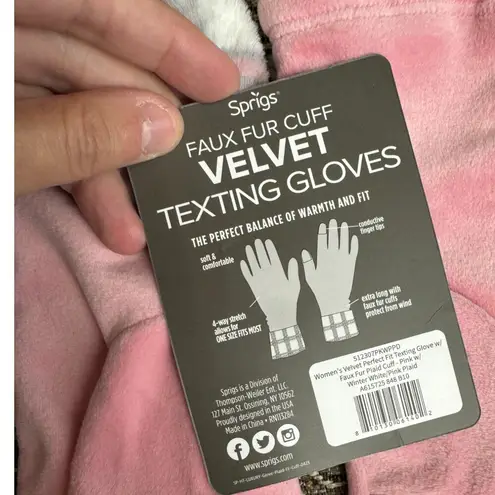 Sprigs
FAUX FUR CUFF
VELVET
TEXTING GLOVES
THE PERFECT BALANCE OF WARMTH AND FIT
soft &
comfortable
conductive
finger tips
4-way stretch
allows for
ONE SIZE FITS MOST
extra long with
faux fur cuffs
protect from wind
512307PKWPPD
Women's Velvet Perfect Fit Texting Glove w/
Faux Fur Plaid Cuff - Pink w/
Winter White/Pink Plaid
A615725 848 B10
Sprigs is a Division of
Thompson-Weiler Ent. LLC.
127 Main St. Ossining, NY 10562
Proudly designed in the USA
Made in China • RN113284
www.sprigs.com